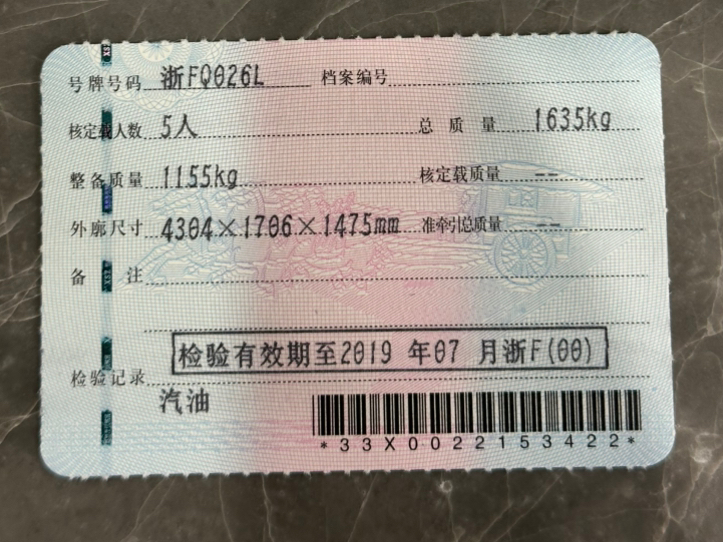 号牌号码 浙FQ026L 档案编号
核定载人数 5人 总质量 1635kg
整备质量 1155kg 核定载质量 --
外廓尺寸 4304×1706×1475mm 准牵引总质量 --
备注
检验有效期至2019 年07 月浙F(00)
检验记录
汽油
*33X0022153422*